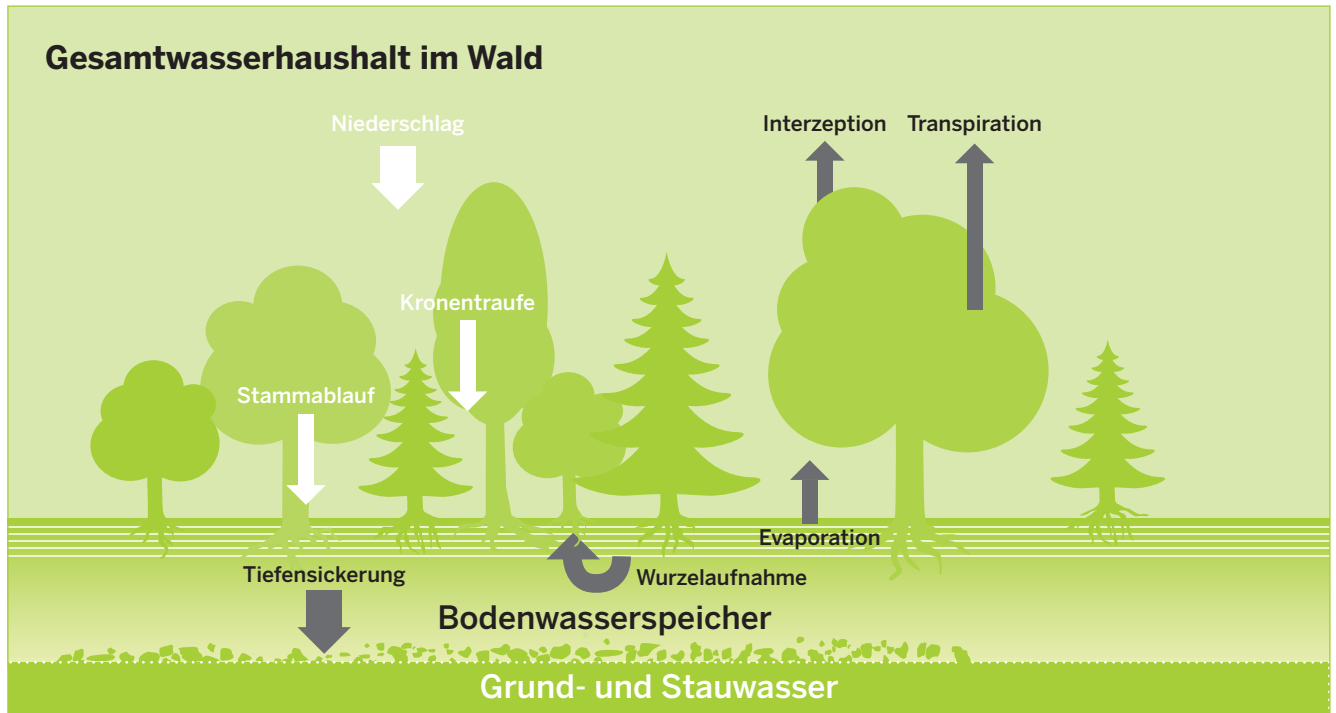 Gesamtwasserhaushalt im Wald
Niederschlag
Interzeption
Transpiration
Kronentraufe
Stammablauf
Evaporation
Tiefensickerung
Wurzelaufnahme
Bodenwasserspeicher
Grund- und Stauwasser